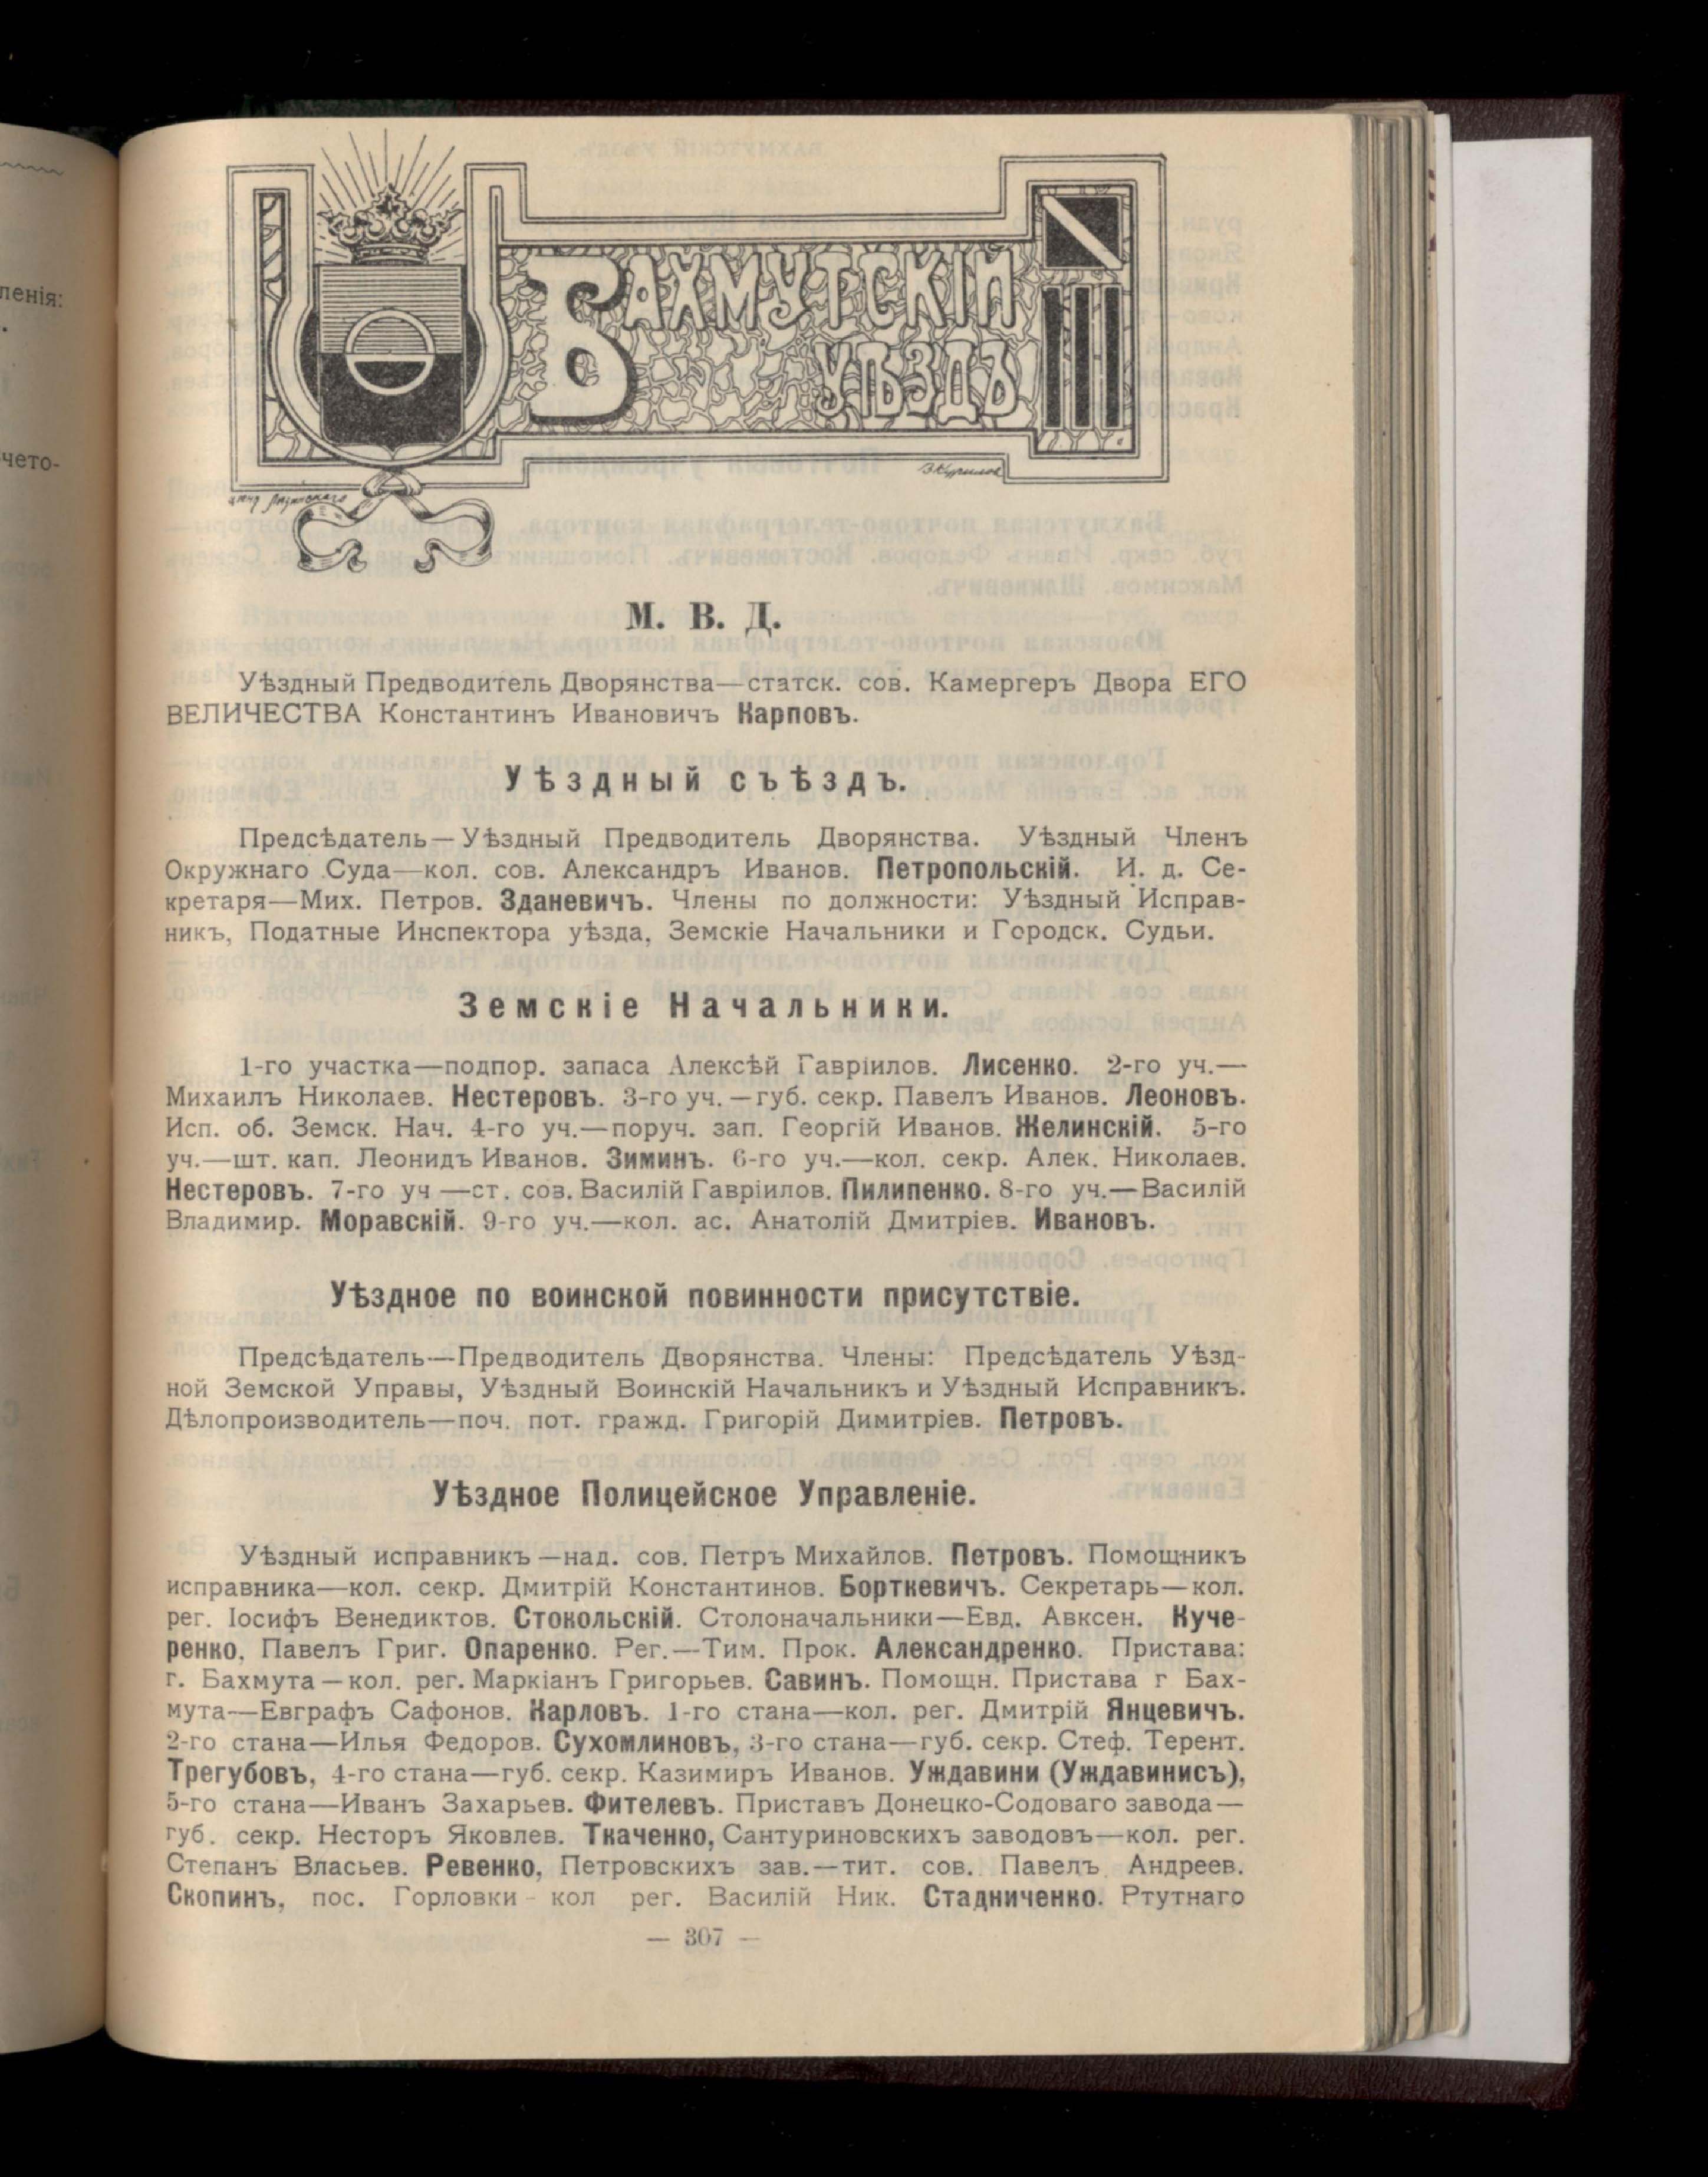 ленія:
чето-
БАХМУТСКІЙ
УѢЗДЪ
М. В. Д.
Уѣздный Предводитель Дворянства—статск. сов. Камергеръ Двора ЕГО
ВЕЛИЧЕСТВА Константинъ Ивановичъ Карповъ.
Уѣздный съѣздъ.
Предсѣдатель—Уѣздный Предводитель Дворянства. Уѣздный Членъ
Окружнаго Суда—кол. сов. Александръ Иванов. Петропольскій. И. д. Се-
кретаря—Мих. Петров. Зданевичъ. Члены по должности: Уѣздный Исправ-
никъ, Податные Инспектора уѣзда, Земскіе Начальники и Городск. Судьи.
Земскіе Начальники.
1-го участка—подпор. запаса Алексѣй Гавріилов. Лисенко. 2-го уч.—
Михаилъ Николаев. Нестеровъ. 3-го уч.—губ. секр. Павелъ Иванов. Леоновъ.
Исп. об. Земск. Нач. 4-го уч.—поруч. зап. Георгій Иванов. Желинскій. 5-го
уч.—шт. кап. Леонидъ Иванов. Зиминъ. 6-го уч.—кол. секр. Алек. Николаев.
Нестеровъ. 7-го уч —ст. сов. Василій Гавріилов. Пилипенко. 8-го уч.—Василій
Владимир. Моравскій. 9-го уч.—кол. ас. Анатолій Дмитріев. Ивановъ.
Уѣздное по воинской повинности присутствіе.
Предсѣдатель—Предводитель Дворянства. Члены: Предсѣдатель Уѣзд-
ной Земской Управы, Уѣздный Воинскій Начальникъ и Уѣздный Исправникъ.
Дѣлопроизводитель—поч. пот. гражд. Григорій Димитріев. Петровъ.
Уѣздное Полицейское Управленіе.
Уѣздный исправникъ—над. сов. Петръ Михайлов. Петровъ. Помощникъ
исправника—кол. секр. Дмитрій Константинов. Борткевичъ. Секретарь—кол.
рег. Іосифъ Венедиктов. Стокольскій. Столоначальники—Евд. Авксен. Куче-
ренко, Павелъ Григ. Опаренко. Рег.—Тим. Прок. Александренко. Пристава:
г. Бахмута—кол. рег. Маркіанъ Григорьев. Савинъ. Помощн. Пристава г Бах-
мута—Евграфъ Сафонов. Карловъ. 1-го стана—кол. рег. Дмитрій Янцевичъ.
2-го стана—Илья Федоров. Сухомлиновъ, 3-го стана—губ. секр. Стеф. Терент.
Трегубовъ, 4-го стана—губ. секр. Казимиръ Иванов. Уждавини (Уждавинисъ),
5-го стана—Иванъ Захарьев. Фителевъ. Приставъ Донецко-Содоваго завода—
губ. секр. Несторъ Яковлев. Ткаченко, Сантуриновскихъ заводовъ—кол. рег.
Степанъ Власьев. Ревенко, Петровскихъ зав.—тит. сов. Павелъ Андреев.
Скопинъ, пос. Горловки - кол рег. Василій Ник. Стадниченко. Ртутнаго
— 307 —